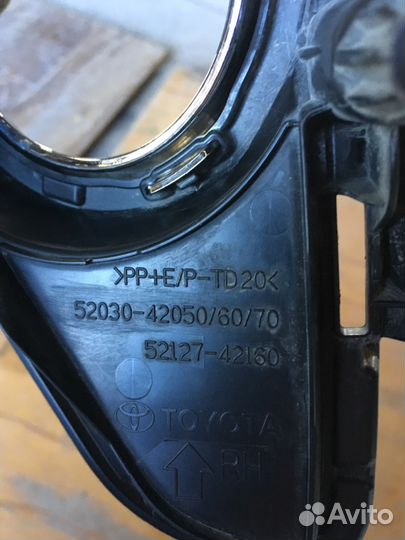 >PP+E/P-TD20<
52030-42050/60/70
52127-42160
TOYOTA
RH
Avito